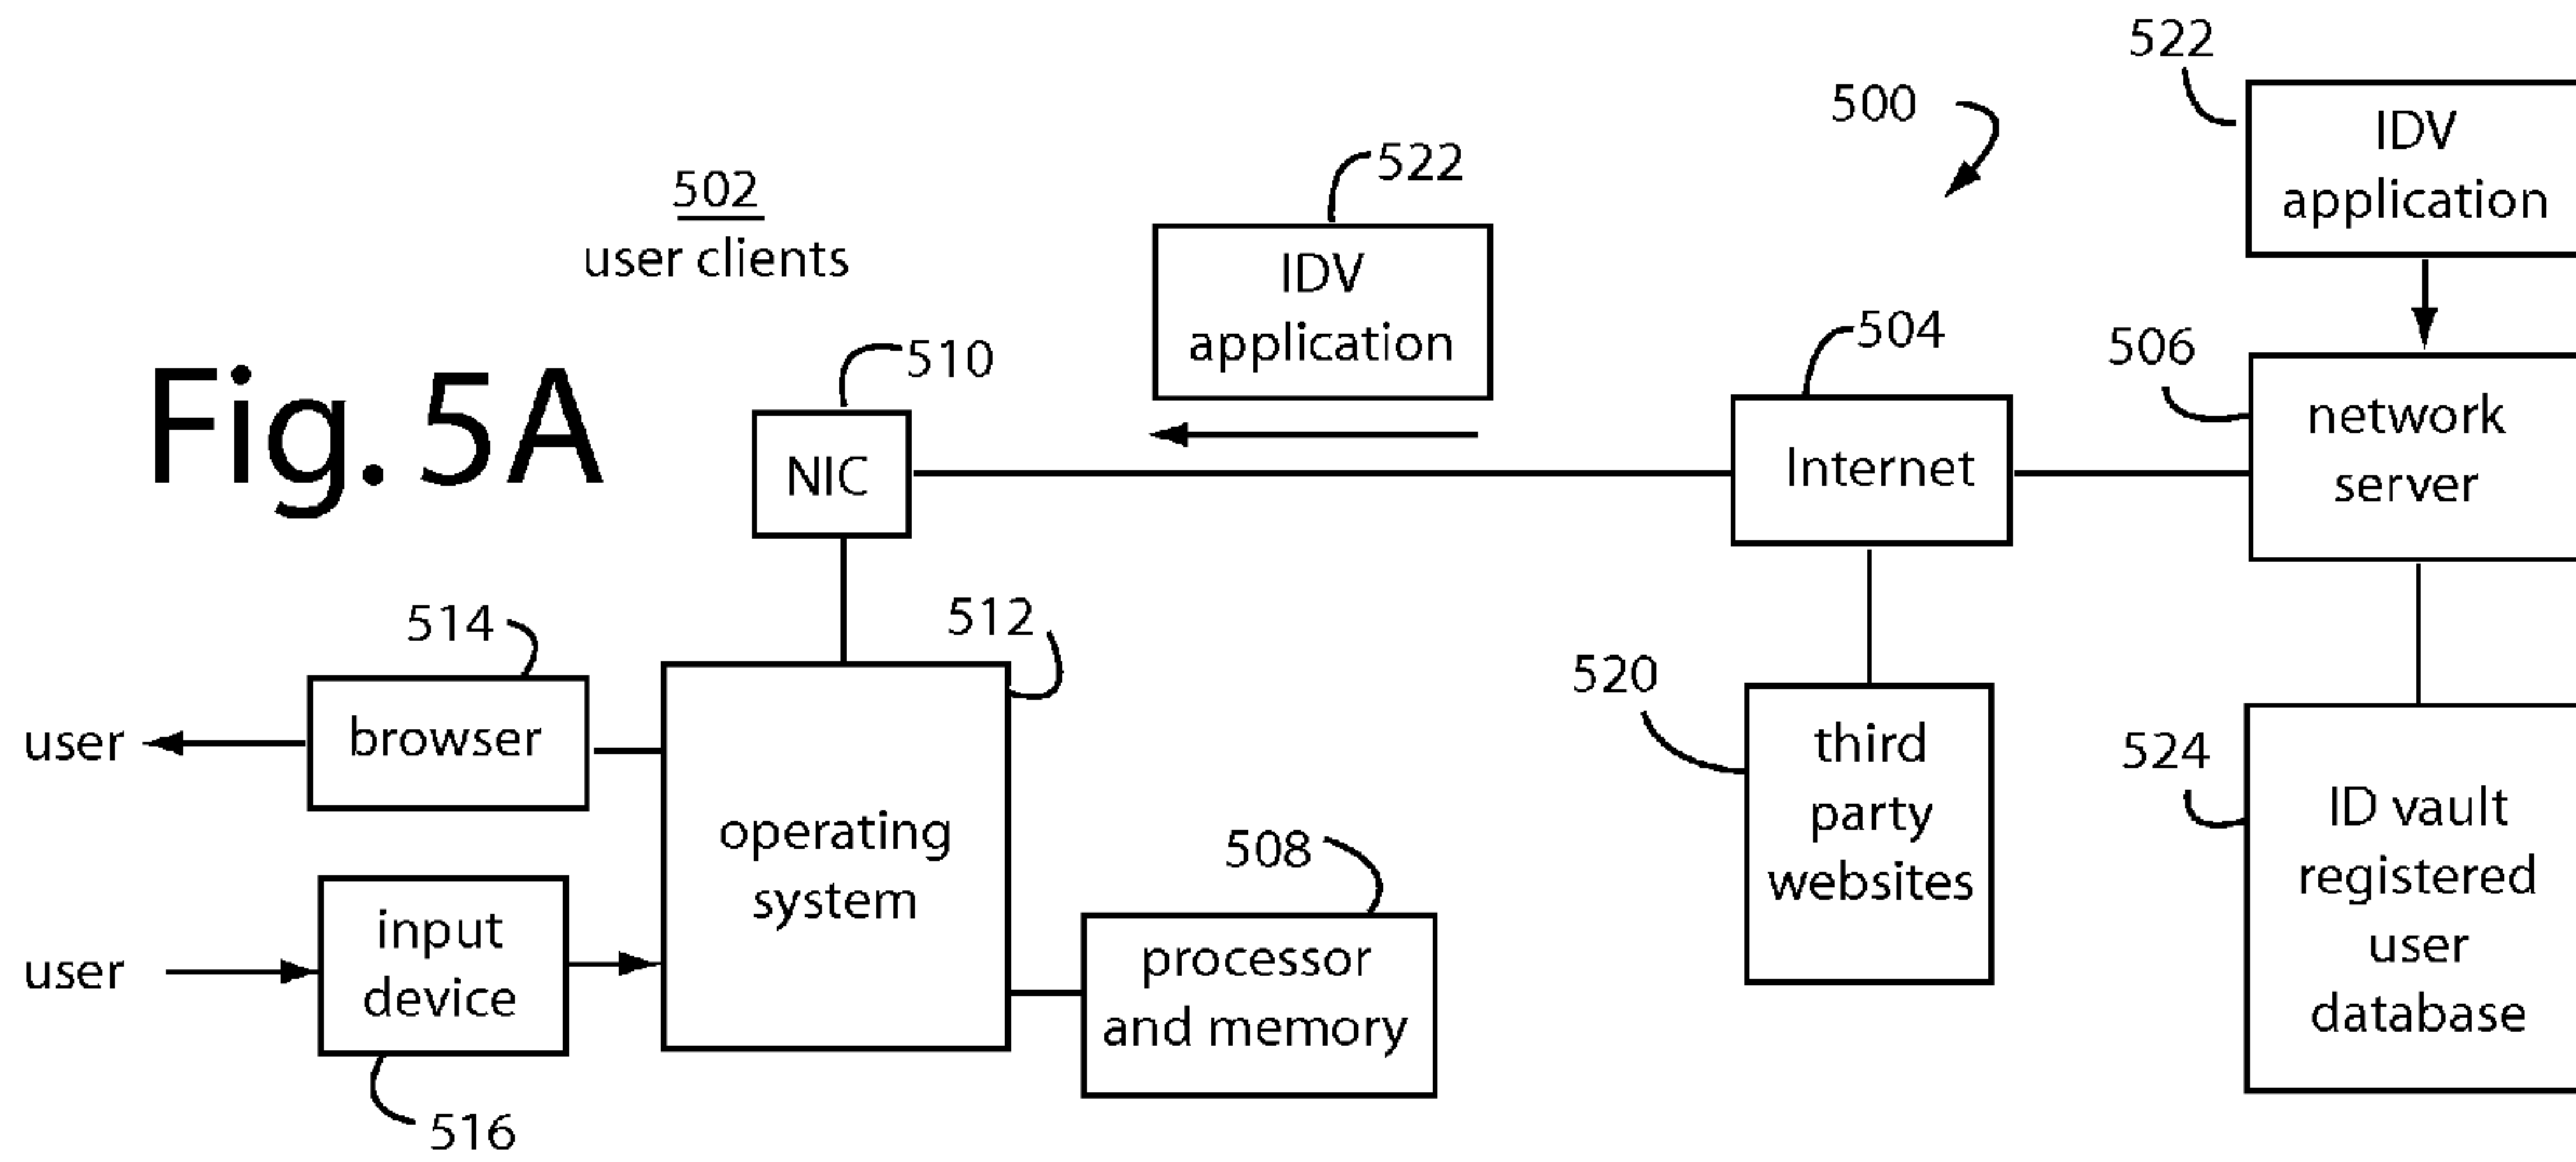 522
500
IDV
application
522
502
user clients
IDV
application
504
506
510
Fig. 5A
network
server
NIC
Internet
514
512
520
524
user
browser
third
party
websites
operating
system
508
ID vault
registered
user
database
user
input
device
processor
and memory
516